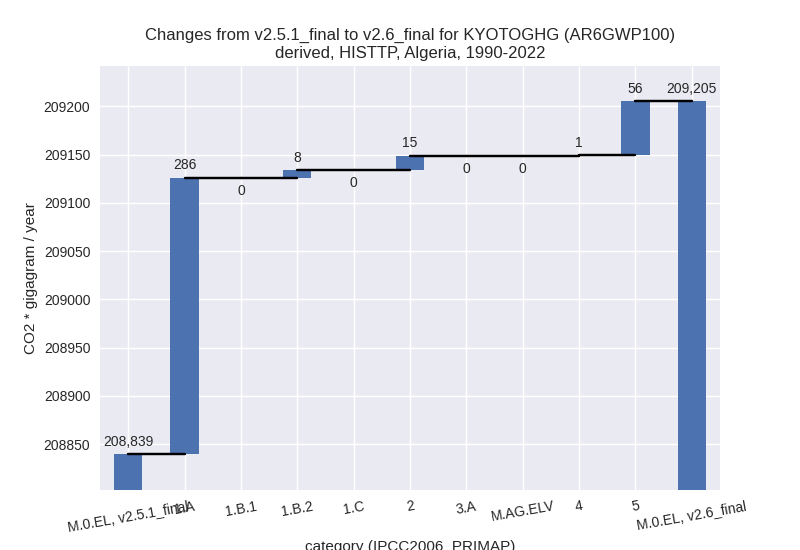 Changes from v2.5.1_final to v2.6_final for KYOTOGHG (AR6GWP100)
derived, HISTTP, Algeria, 1990-2022
CO2 * gigagram / year
209200
209150
209100
209050
209000
208950
208900
208850
208,839
286
0
8
0
15
0
0
1
56
209,205
M.0.EL, v2.5.1_final
1.A
1.B.1
1.B.2
1.C
2
3.A
M.AG.ELV
4
5
M.0.EL, v2.6_final
category (IPCC2006_PRIMAP)